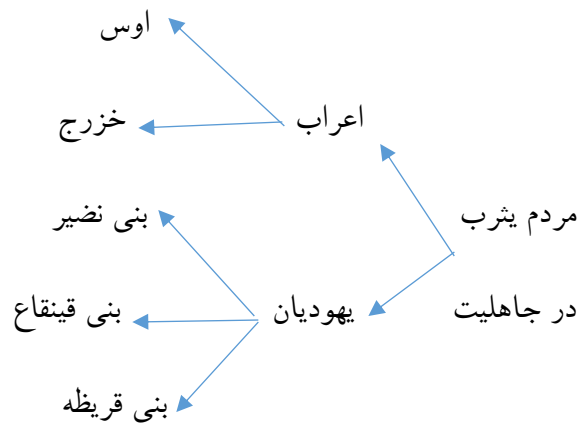 مردم یثرب
در جاهلیت
اعراب
اوس
خزرج
یهودیان
بنی نضیر
بنی قینقاع
بنی قریظه